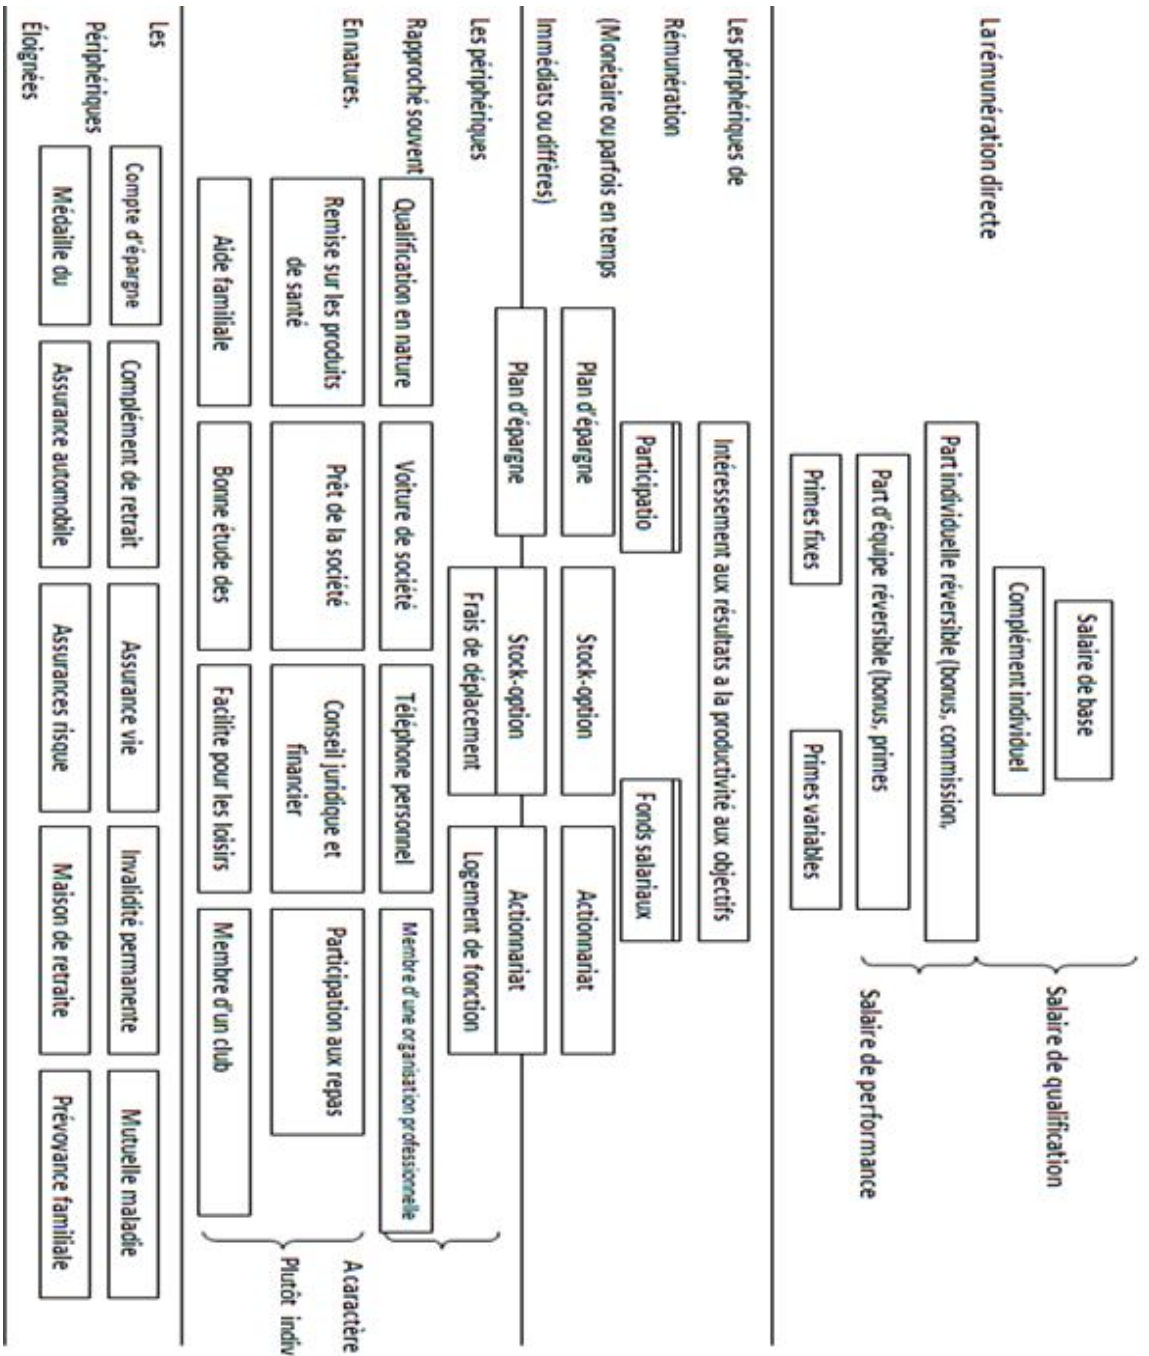 Salaire de base
Complément individuel
Salaire de qualification
La rémunération directe
Part individuelle réversible (bonus, commission,
Part d'équipe réversible (bonus, primes
Salaire de performance
Primes fixes
Primes variables
Les périphériques de
Rémunération
(Monétaire ou parfois en temps
Immédiats ou différes)
Intéressement aux résultats a la productivité aux objectifs
Participatio
Fonds salariaux
Plan d'épargne
Stock-option
Actionnariat
Plan d'épargne
Stock-option
Actionnariat
Les périphériques
Rapproché souvent
En natures.
Frais de déplacement
Logement de fonction
Qualification en nature
Voiture de société
Téléphone personnel
Membre d'une organisation professionnelle
Remise sur les produits
de santé
Prêt de la société
Conseil juridique et
financier
Participation aux repas
A caractère
Plutôt indiv
Aide familiale
Bonne étude des
Facilite pour les loisirs
Membre d'un club
Les
Périphériques
Éloignées
Compte d'épargne
Complément de retrait
Assurance vie
Invalidité permanente
Mutuelle maladie
Médaille du
Assurance automobile
Assurances risque
Maison de retraite
Prévoyance familiale